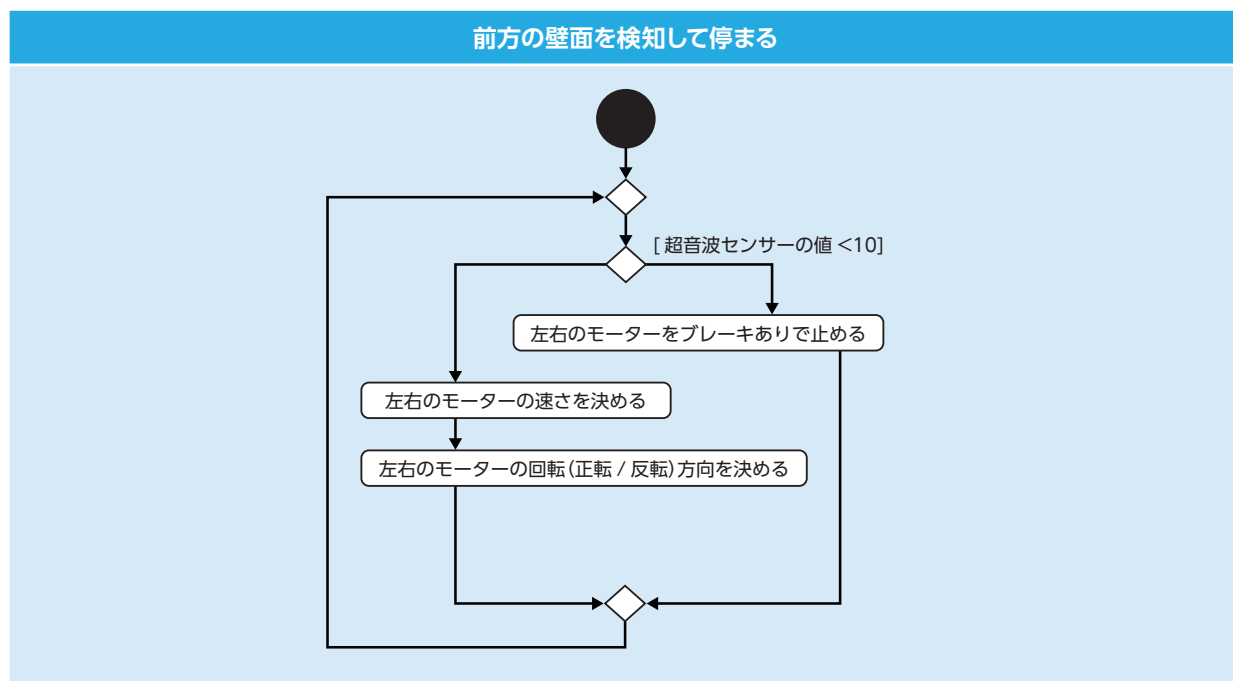 前方の壁面を検知して停まる
[ 超音波センサーの値 <10]
左右のモーターをブレーキありで止める
左右のモーターの速さを決める
左右のモーターの回転(正転 / 反転)方向を決める